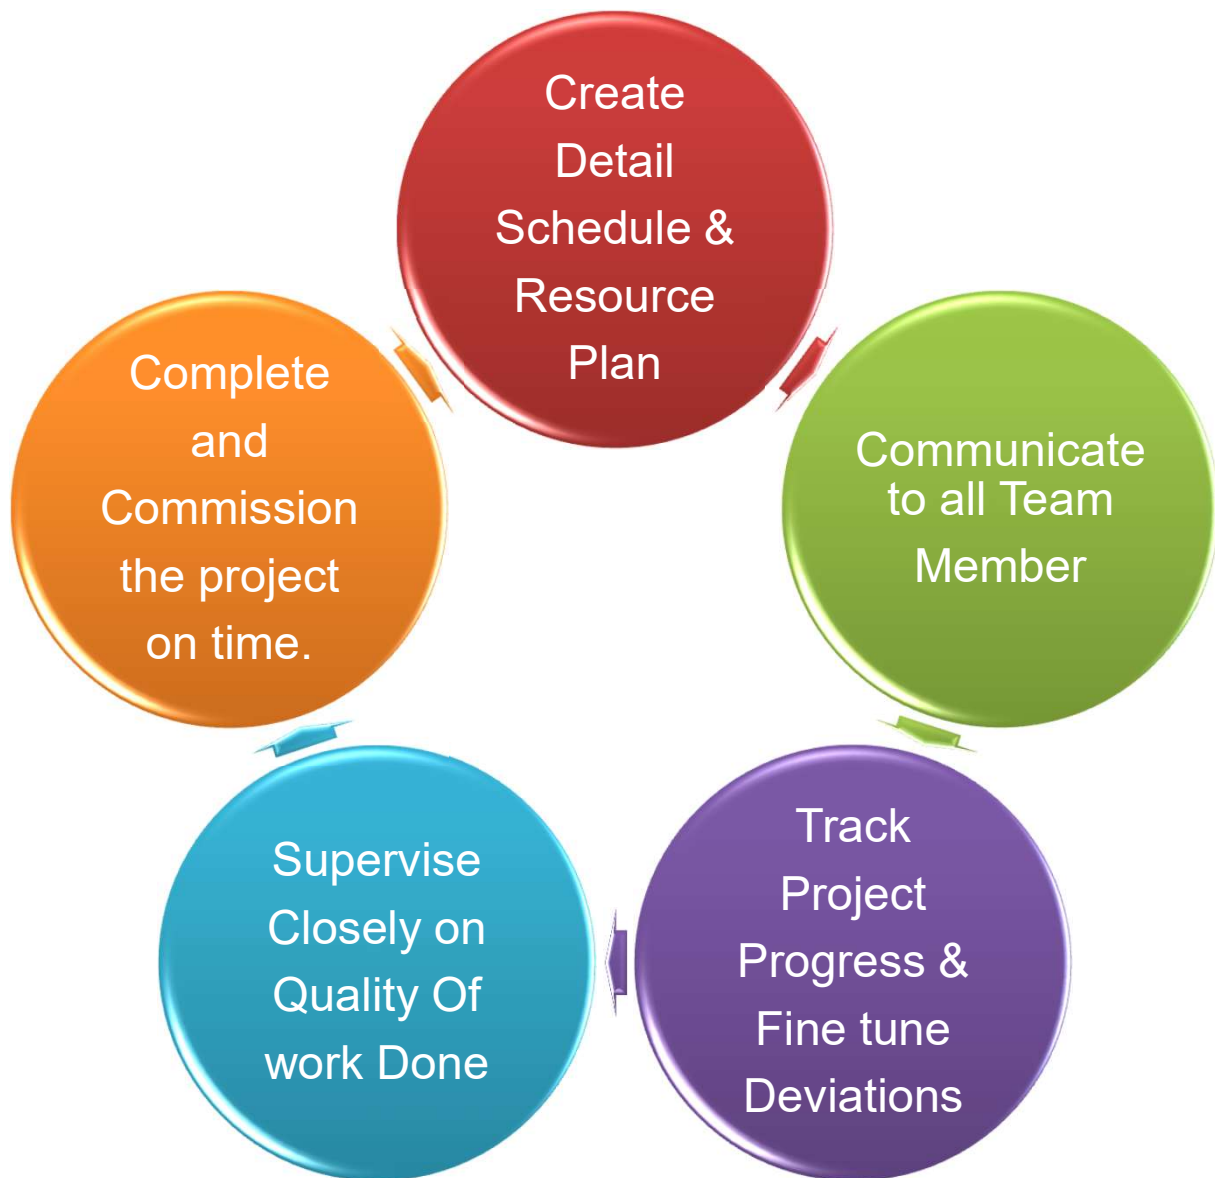 Create
Detail
Schedule &
Resource
Plan
Communicate
to all Team
Member
Track
Project
Progress &
Fine tune
Deviations
Supervise
Closely on
Quality Of
work Done
Complete
and
Commission
the project
on time.